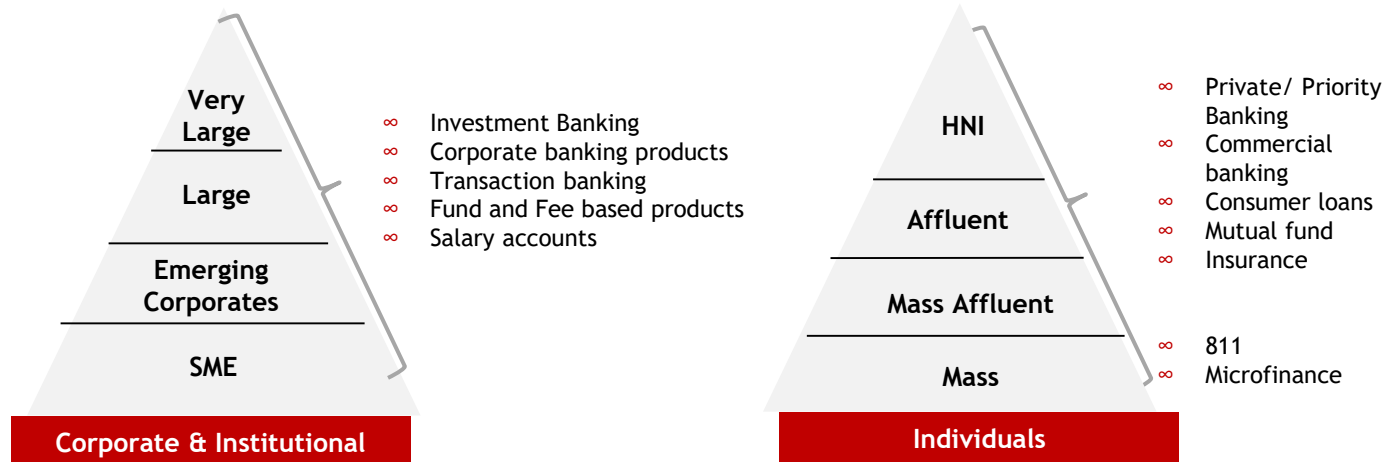 Very
Large
Large
Emerging
Corporates
SME
Corporate & Institutional
∞ Investment Banking
∞ Corporate banking products
∞ Transaction banking
∞ Fund and Fee based products
∞ Salary accounts
HNI
Affluent
Mass Affluent
Mass
Individuals
∞ Private/ Priority
Banking
∞ Commercial
banking
∞ Consumer loans
∞ Mutual fund
∞ Insurance
∞ 811
∞ Microfinance